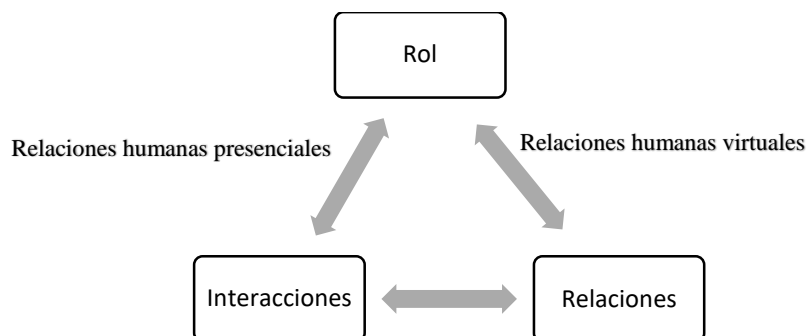 Rol
Relaciones humanas presenciales
Relaciones humanas virtuales
Interacciones
Relaciones